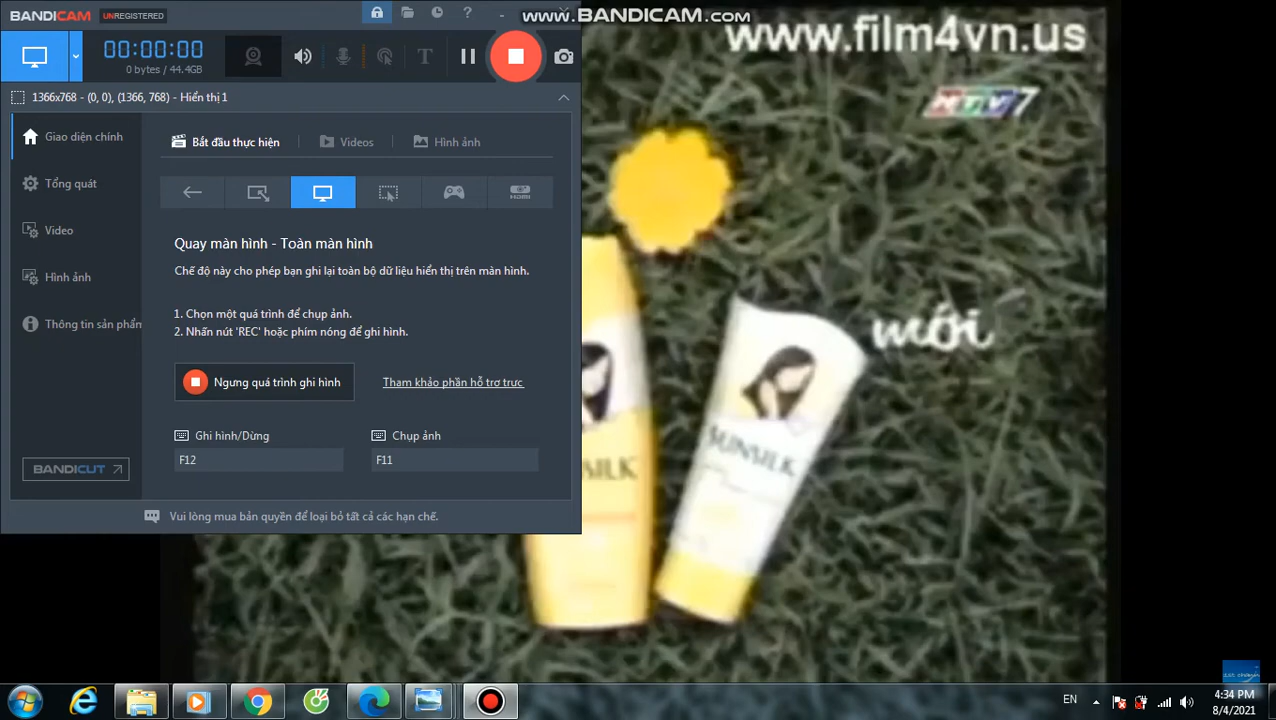 BANDICAM UNREGISTERED
www.BANDICAM.com
www.film4vn.us
00:00:00
0 bytes / 44.4GB
T
HTV7
1366x768 - (0, 0), (1366, 768) - Hiển thị 1
Giao diện chính
Bắt đầu thực hiện
Videos
Hình ảnh
Tổng quát
HDMI
Video
Quay màn hình - Toàn màn hình
Chế độ này cho phép bạn ghi lại toàn bộ dữ liệu hiển thị trên màn hình.
Hình ảnh
1. Chọn một quá trình để chụp ảnh.
2. Nhấn nút 'REC' hoặc phím nóng để ghi hình.
Thông tin sản phẩm
mới
Ngưng quá trình ghi hình
Tham khảo phần hỗ trợ trực
Ghi hình/Dừng
Chụp ảnh
F12
F11
SUNSILK
SILK
BANDICUT
Vui lòng mua bản quyền để loại bỏ tất cả các hạn chế.
EN
4:34 PM
8/4/2021